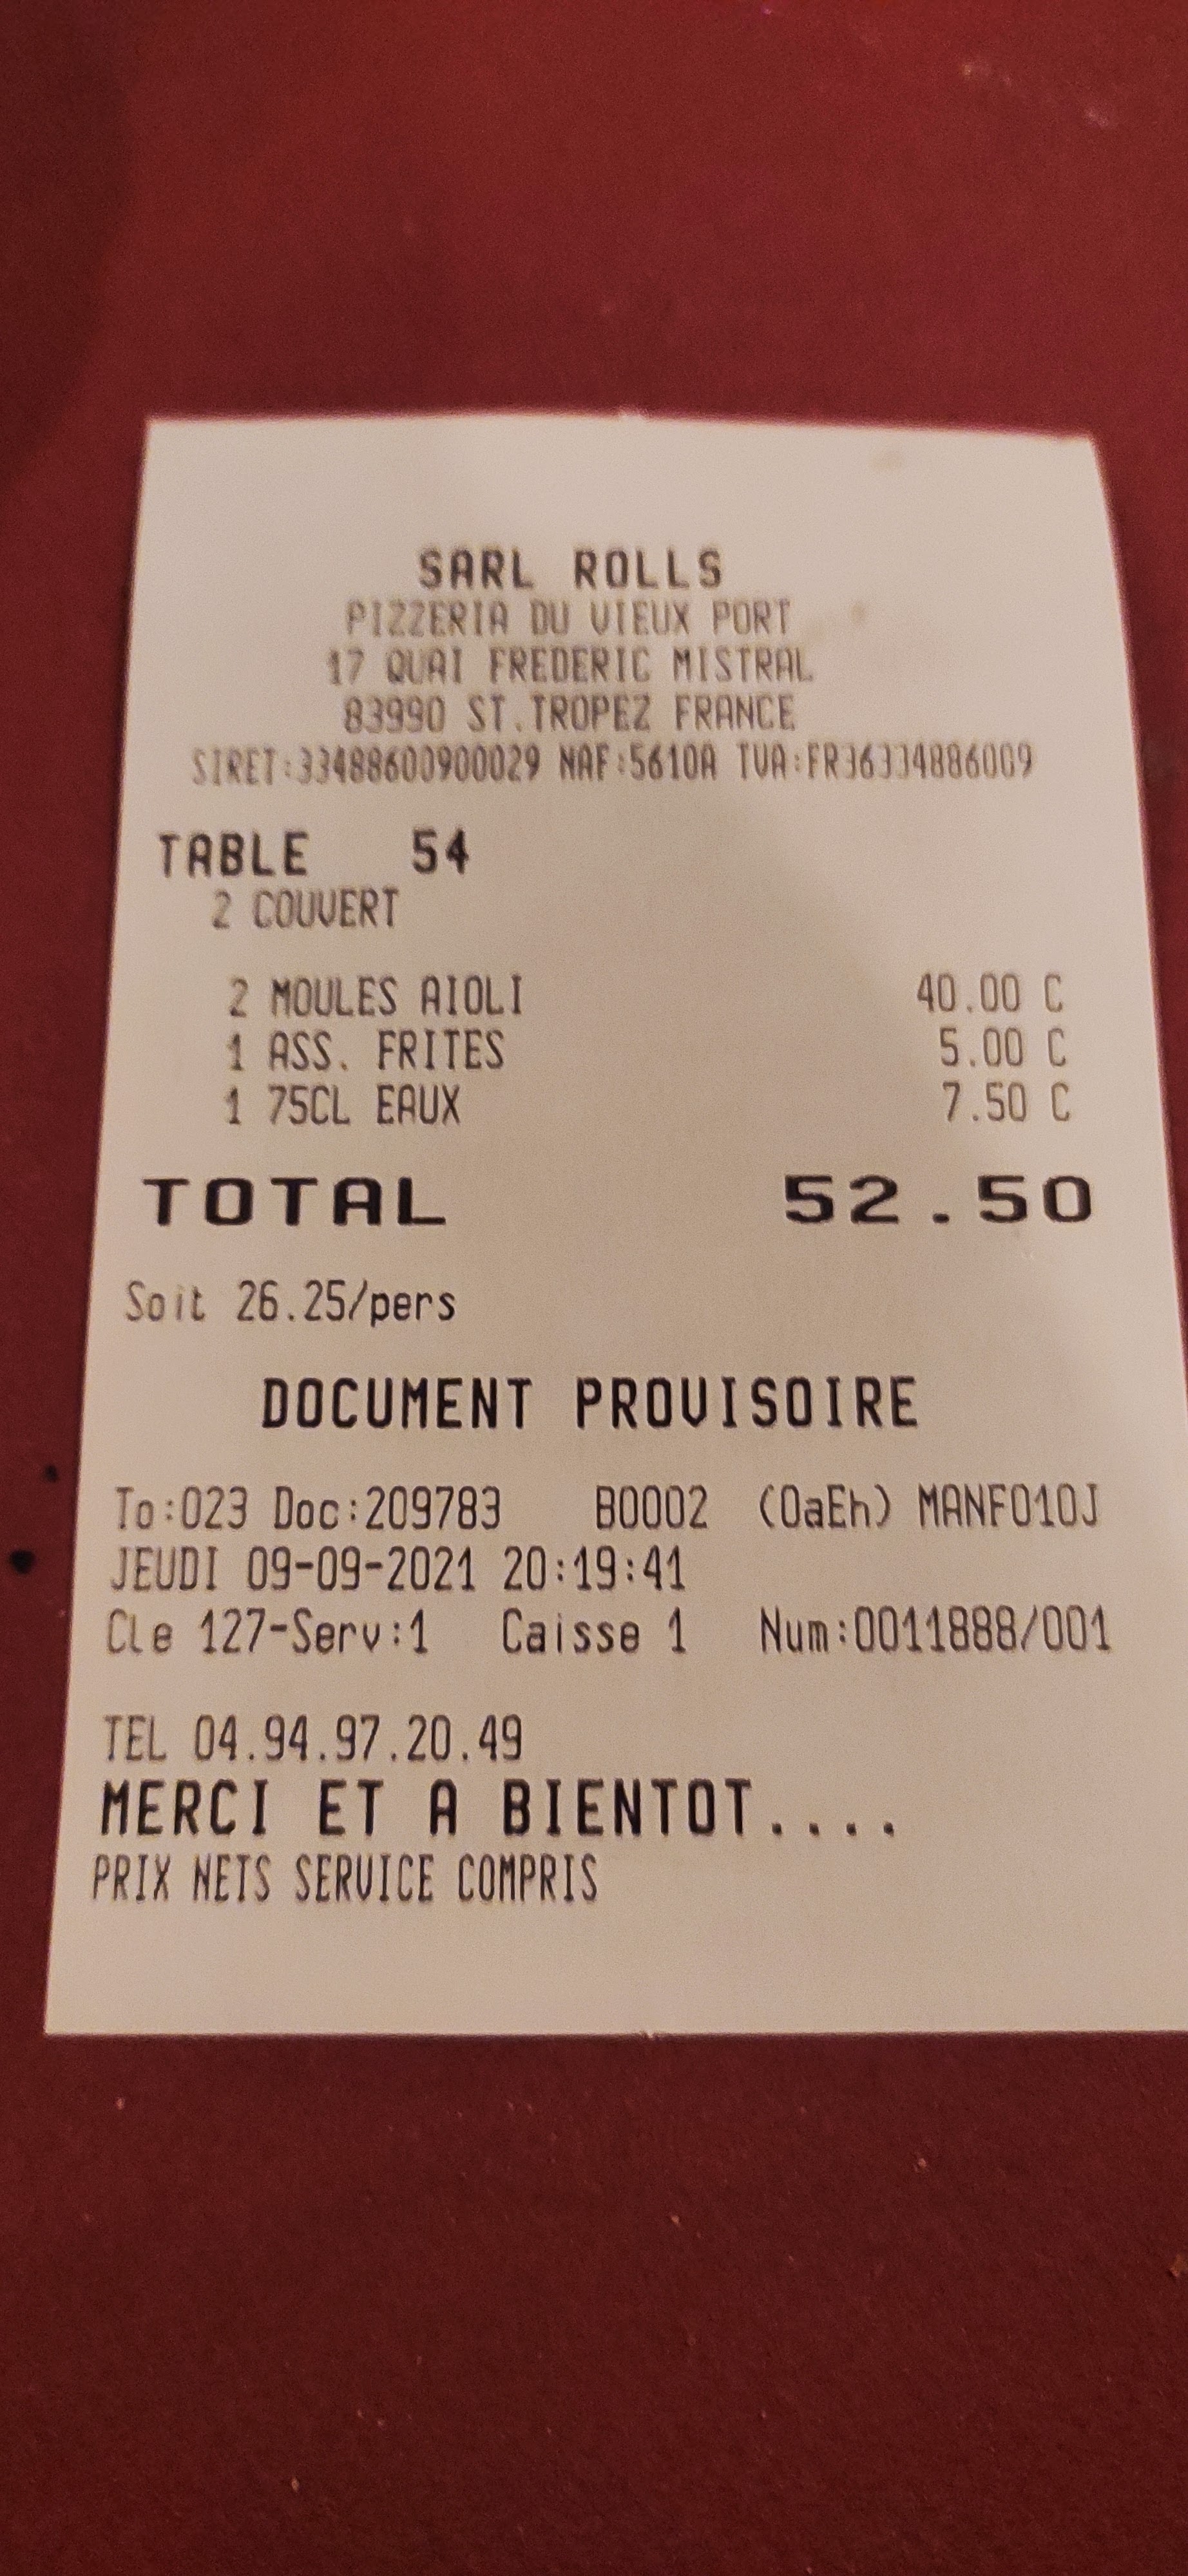 SARL ROLLS
PIZZERIA DU VIEUX PORT
17 QUAI FREDERIC MISTRAL
83990 ST.TROPEZ FRANCE
SIRET:33488600900029 NAF:5610A TVA:FR36334886009
TABLE 54
2 COUVERT
2 MOULES AIOLI 40.00 C
1 ASS. FRITES 5.00 C
1 75CL EAUX 7.50 C
TOTAL 52.50
Soit 26.25/pers
DOCUMENT PROVISOIRE
To:023 Doc:209783 B0002 (OaEh) MANF010J
JEUDI 09-09-2021 20:19:41
Cle 127-Serv:1 Caisse 1 Num:0011888/001
TEL 04.94.97.20.49
MERCI ET A BIENTOT....
PRIX NETS SERVICE COMPRIS